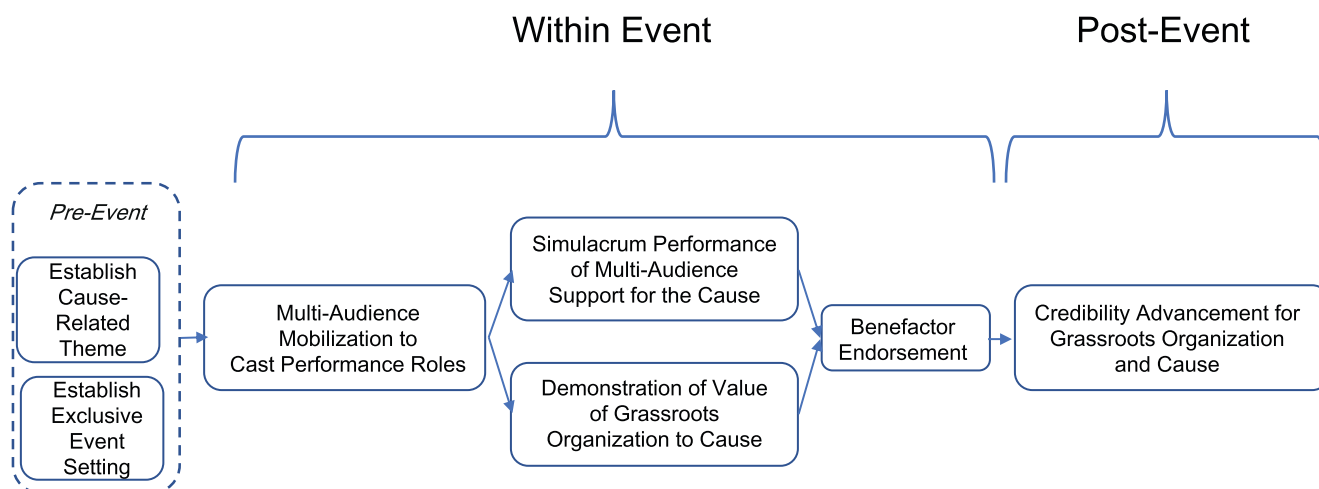 Within Event
Post-Event
Pre-Event
Establish
Cause-
Related
Theme
Establish
Exclusive
Event
Setting
Multi-Audience
Mobilization to
Cast Performance Roles
Simulacrum Performance
of Multi-Audience
Support for the Cause
Demonstration of Value
of Grassroots
Organization to Cause
Benefactor
Endorsement
Credibility Advancement for
Grassroots Organization
and Cause